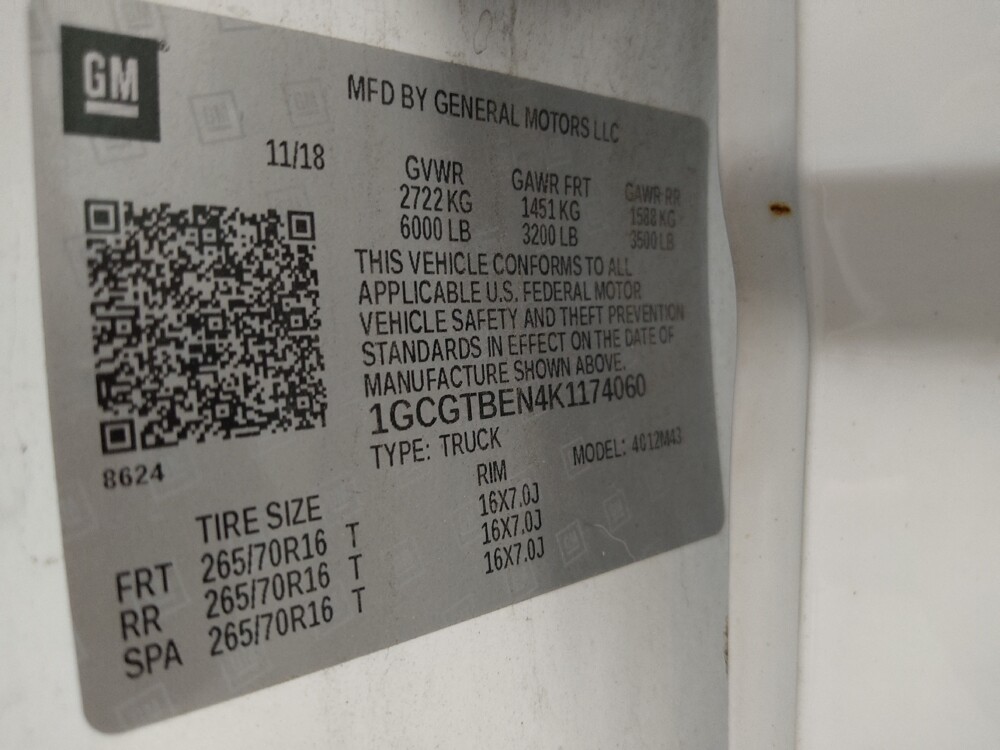 GM
MFD BY GENERAL MOTORS LLC
11/18
GVWR GAWR FRT GAWR RR
2722 KG 1451 KG 1588 KG
6000 LB 3200 LB 3500 LB
THIS VEHICLE CONFORMS TO ALL
APPLICABLE U.S. FEDERAL MOTOR
VEHICLE SAFETY AND THEFT PREVENTION
STANDARDS IN EFFECT ON THE DATE OF
MANUFACTURE SHOWN ABOVE.
1GCGTBEN4K1174060
TYPE: TRUCK MODEL: 4G12M43
8624
TIRE SIZE RIM
FRT 265/70R16 T 16X7.0J
RR 265/70R16 T 16X7.0J
SPA 265/70R16 T 16X7.0J